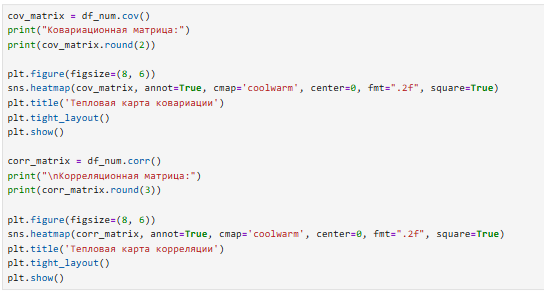 cov_matrix = df_num.cov()
print("Ковариационная матрица:")
print(cov_matrix.round(2))

plt.figure(figsize=(8, 6))
sns.heatmap(cov_matrix, annot=True, cmap='coolwarm', center=0, fmt=".2f", square=True)
plt.title('Тепловая карта ковариации')
plt.tight_layout()
plt.show()

corr_matrix = df_num.corr()
print("\nКорреляционная матрица:")
print(corr_matrix.round(3))

plt.figure(figsize=(8, 6))
sns.heatmap(corr_matrix, annot=True, cmap='coolwarm', center=0, fmt=".2f", square=True)
plt.title('Тепловая карта корреляции')
plt.tight_layout()
plt.show()